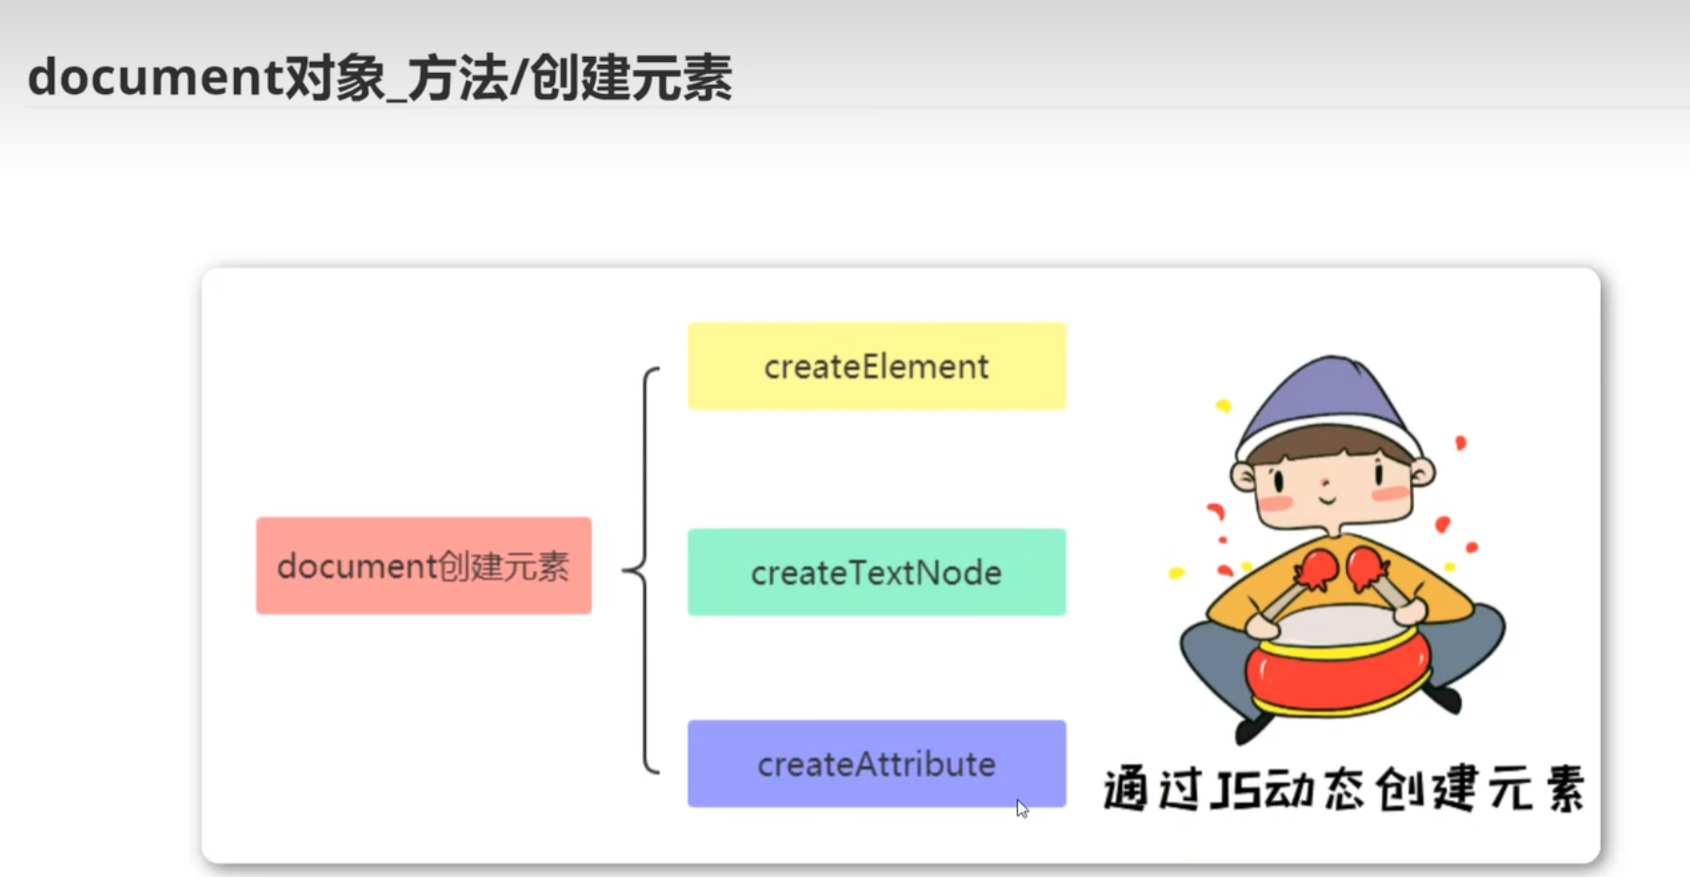 document对象_方法/创建元素
document创建元素
createElement
createTextNode
createAttribute
通过JS动态创建元素